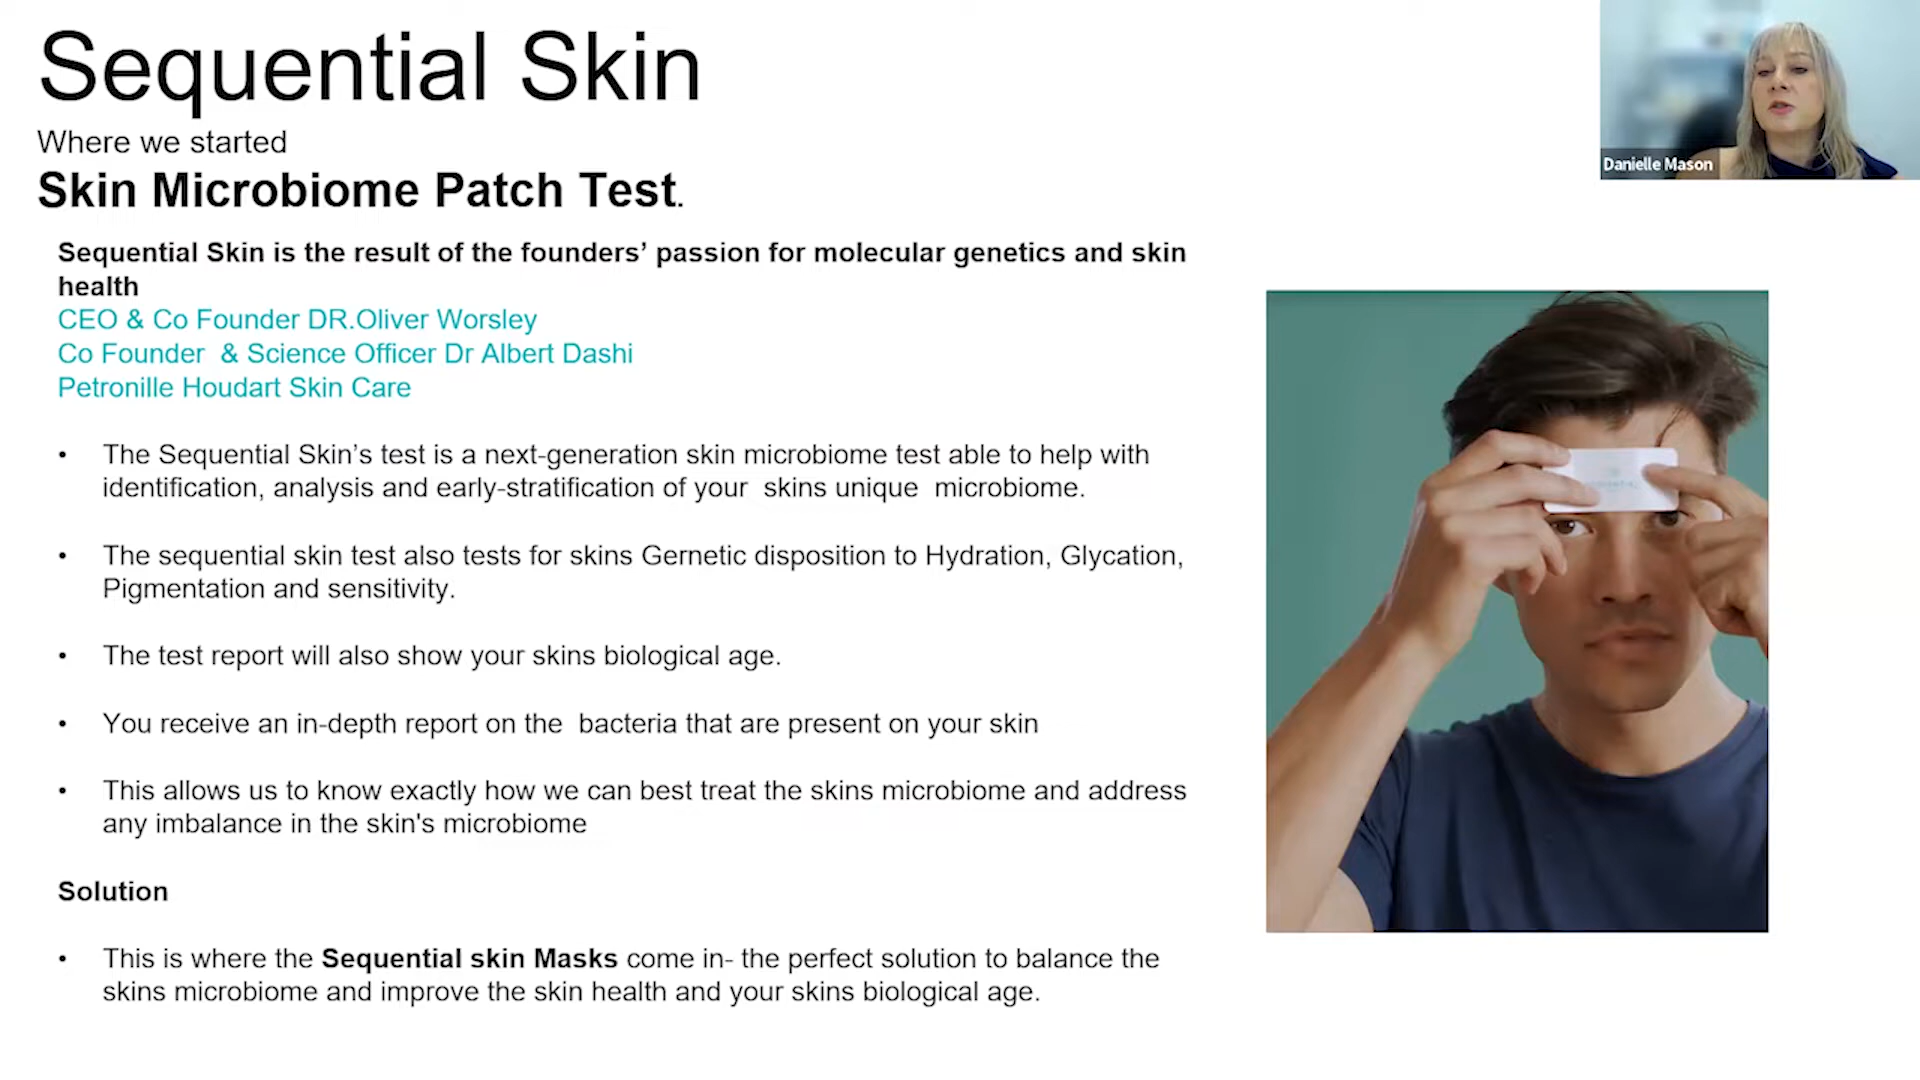 Sequential Skin
Where we started
Skin Microbiome Patch Test.
Danielle Mason
Sequential Skin is the result of the founders’ passion for molecular genetics and skin
health
CEO & Co Founder DR.Oliver Worsley
Co Founder  & Science Officer Dr Albert Dashi
Petronille Houdart Skin Care
• The Sequential Skin’s test is a next-generation skin microbiome test able to help with
identification, analysis and early-stratification of your  skins unique  microbiome.
• The sequential skin test also tests for skins Gernetic disposition to Hydration, Glycation,
Pigmentation and sensitivity.
• The test report will also show your skins biological age.
• You receive an in-depth report on the  bacteria that are present on your skin
• This allows us to know exactly how we can best treat the skins microbiome and address
any imbalance in the skin's microbiome
Solution
• This is where the Sequential skin Masks come in- the perfect solution to balance the
skins microbiome and improve the skin health and your skins biological age.